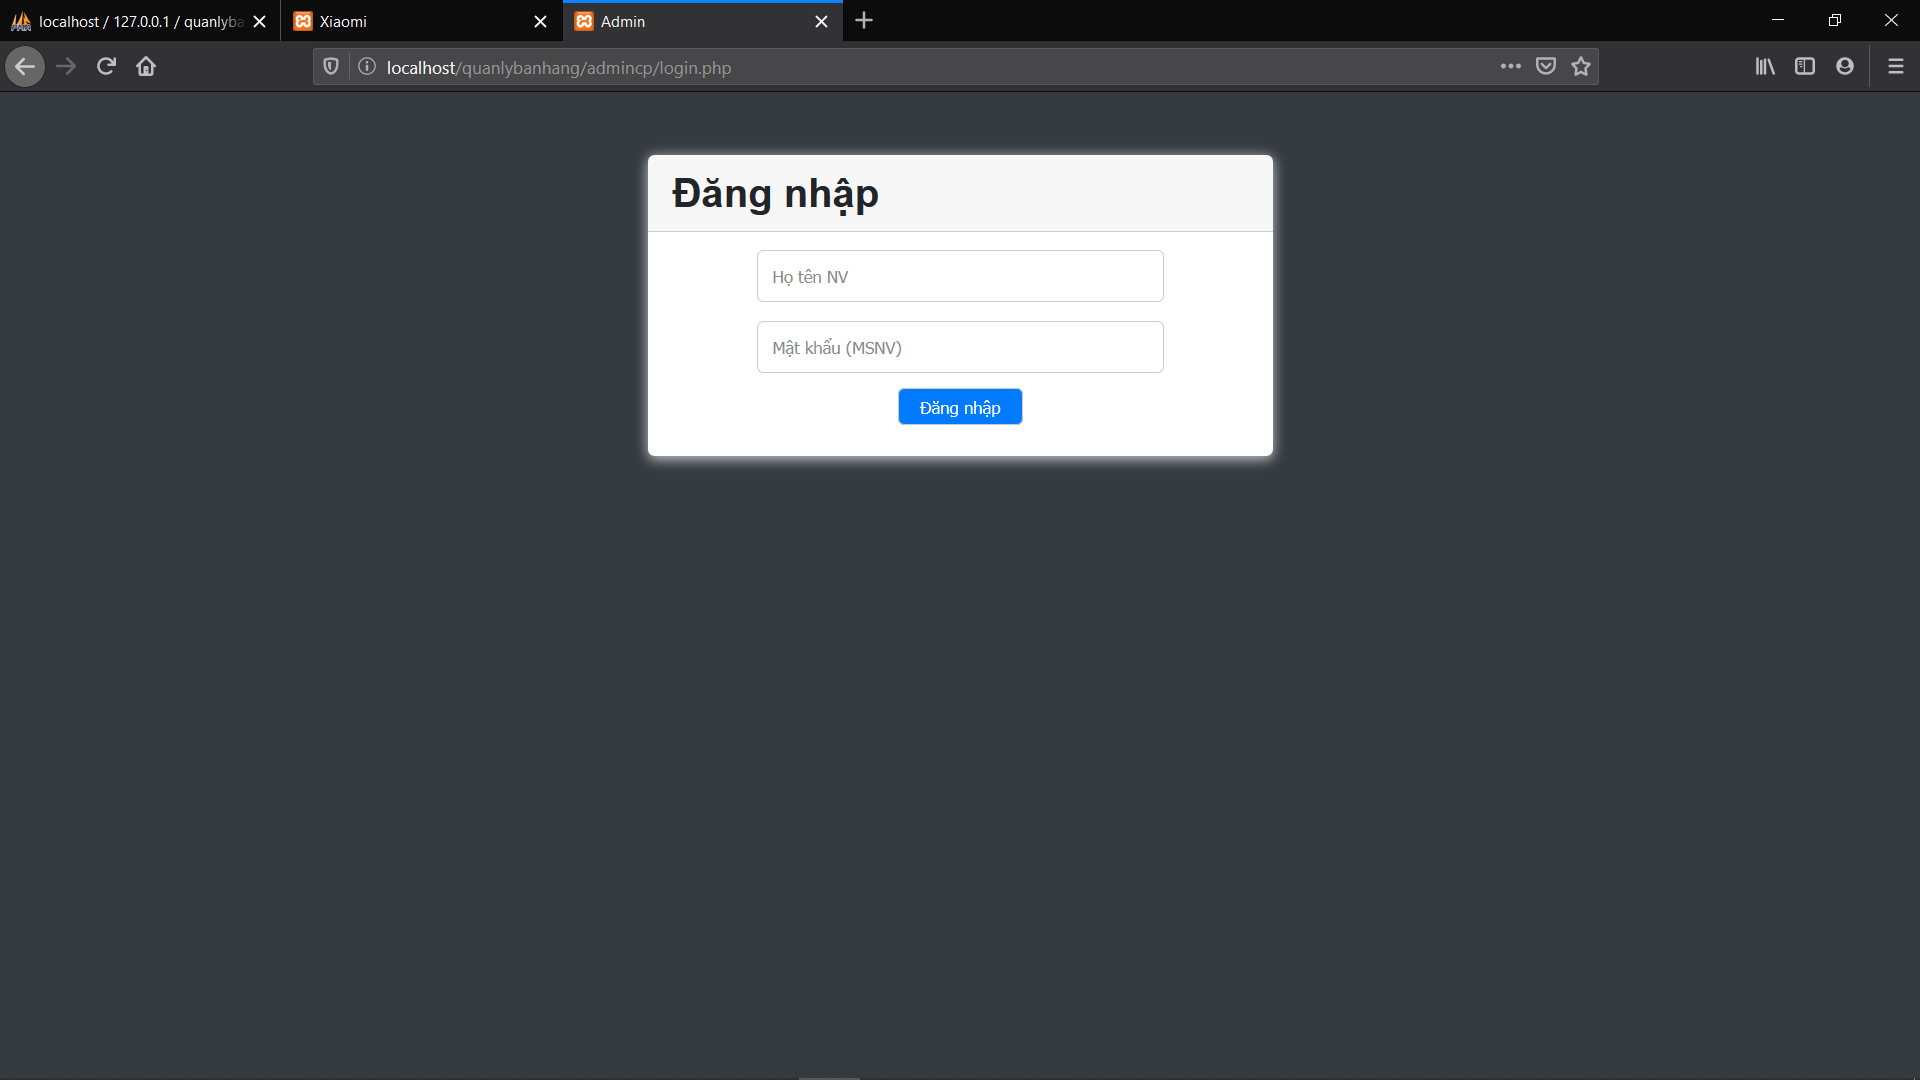 localhost / 127.0.0.1 / quanlyba
Xiaomi
Admin
localhost/quanlybanhang/admincp/login.php
Đăng nhập
Họ tên NV
Mật khẩu (MSNV)
Đăng nhập